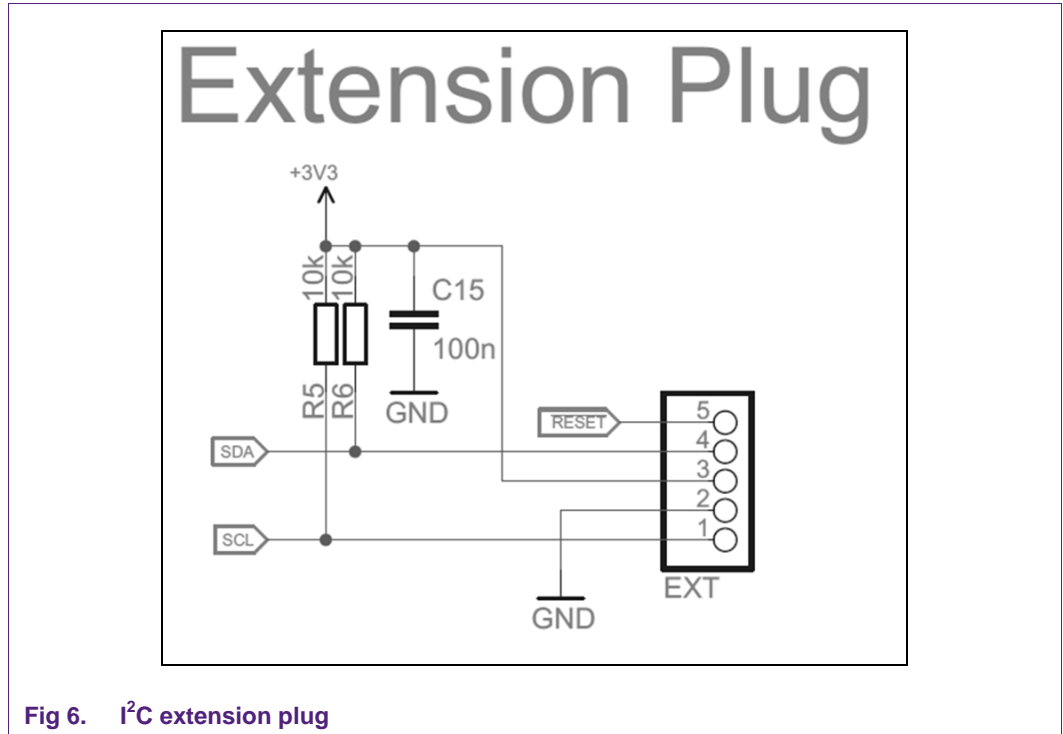 Extension Plug
+3V3
10k
10k
C15
100n
R5
R6
GND
RESET
SDA
SCL
5
4
3
2
1
GND
EXT
Fig 6. I²C extension plug